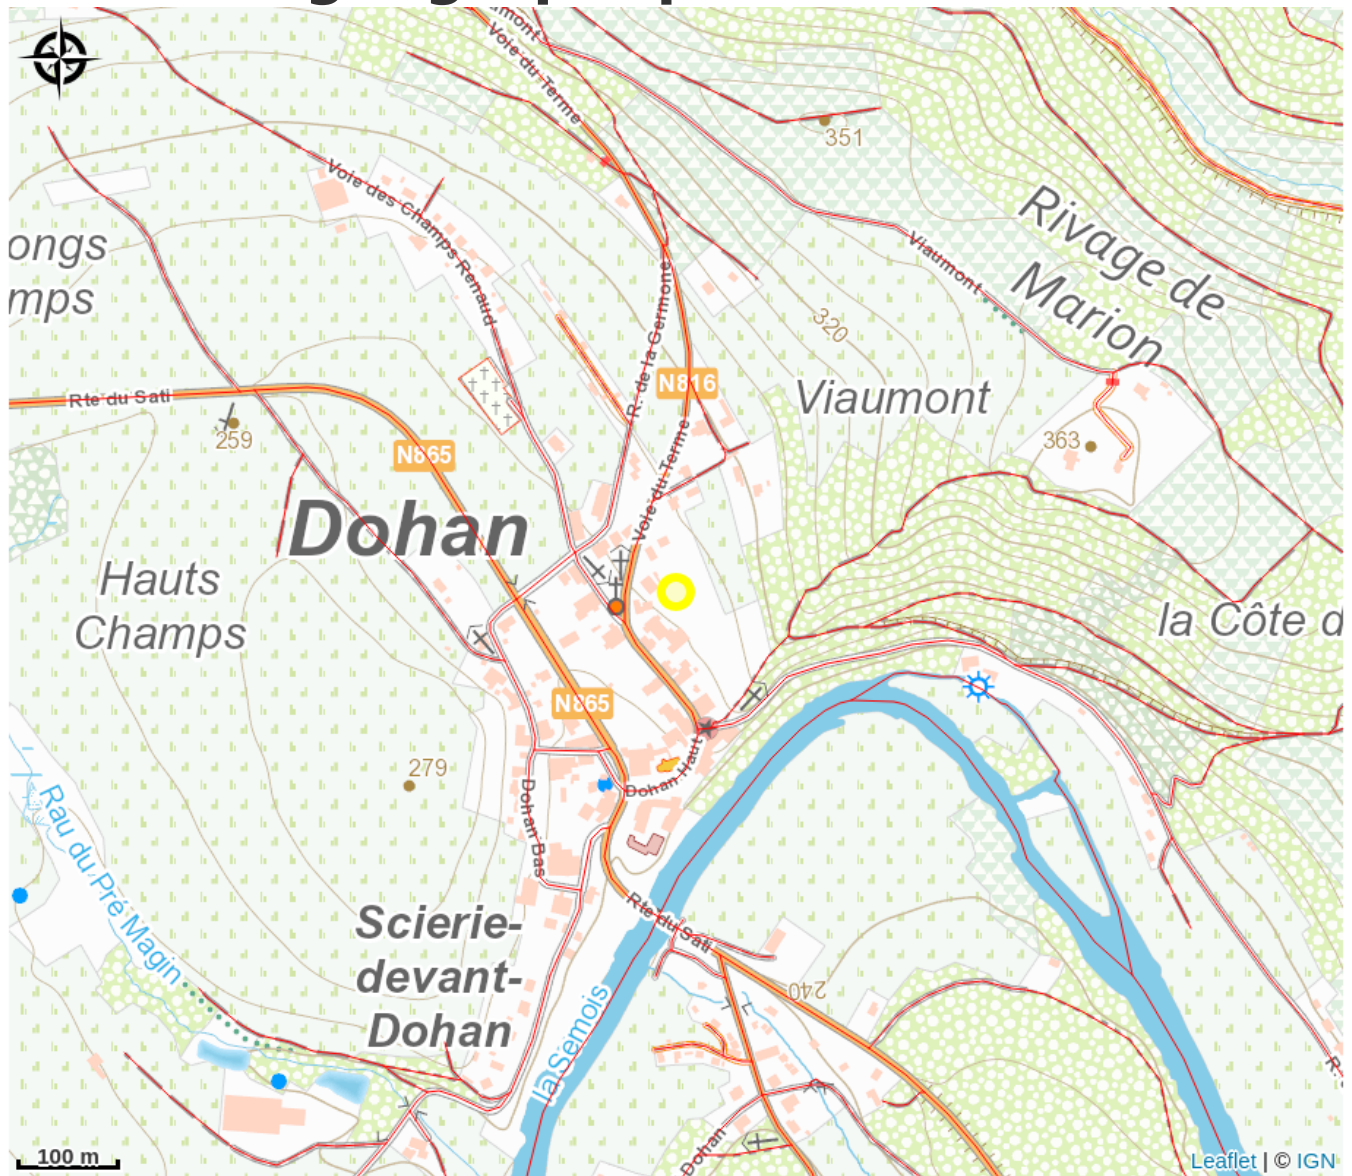 Voie du Terme
351
Rivage de
Marion
Voie des Champs Renaud
ongs
mps
Viaumont
R. de la Germone
320
N816
Viaumont
Rte du Sati
259
N865
363
Voie du Terme
Dohan
Hauts
Champs
la Côte d
N865
279
Dohan Haut
Dohan Bas
Rau du Pré Magin
Rte du Sati
Scierie-
devant-
Dohan
240
la Semois
R.
Dohan
100 m
Leaflet | © IGN